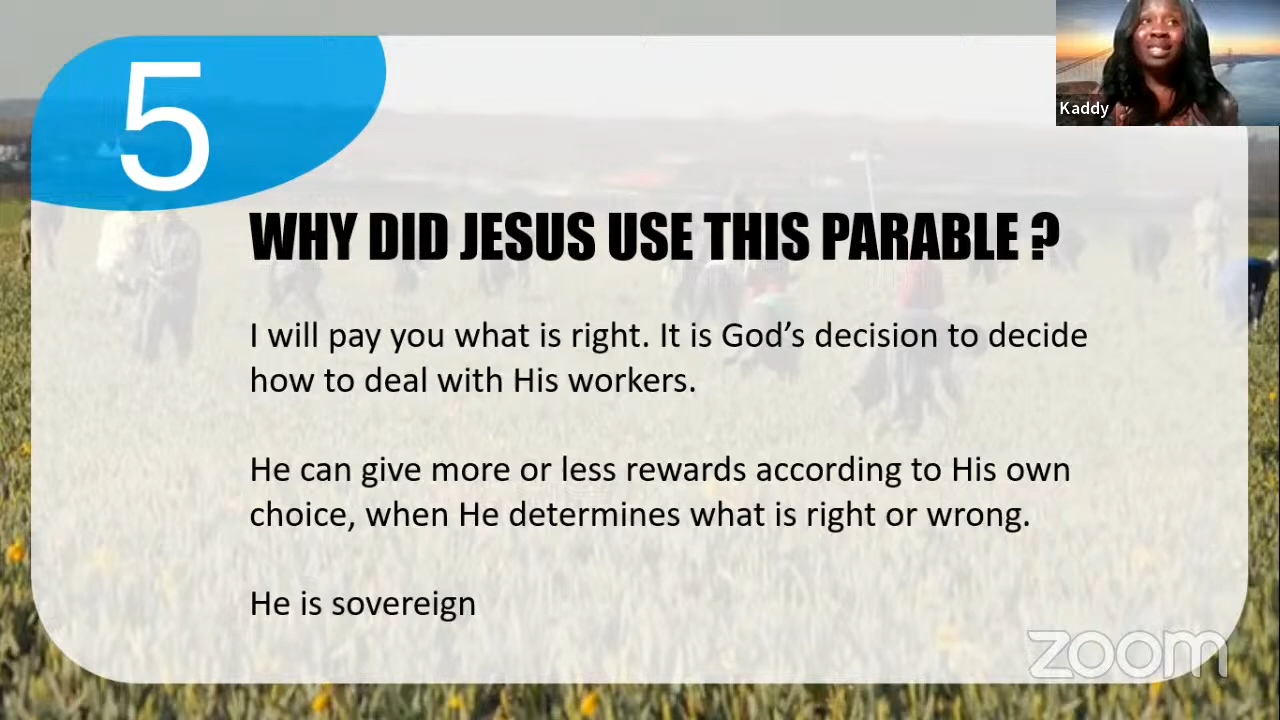 5
Kaddy
WHY DID JESUS USE THIS PARABLE ?
I will pay you what is right. It is God’s decision to decide
how to deal with His workers.
He can give more or less rewards according to His own
choice, when He determines what is right or wrong.
He is sovereign
zoom